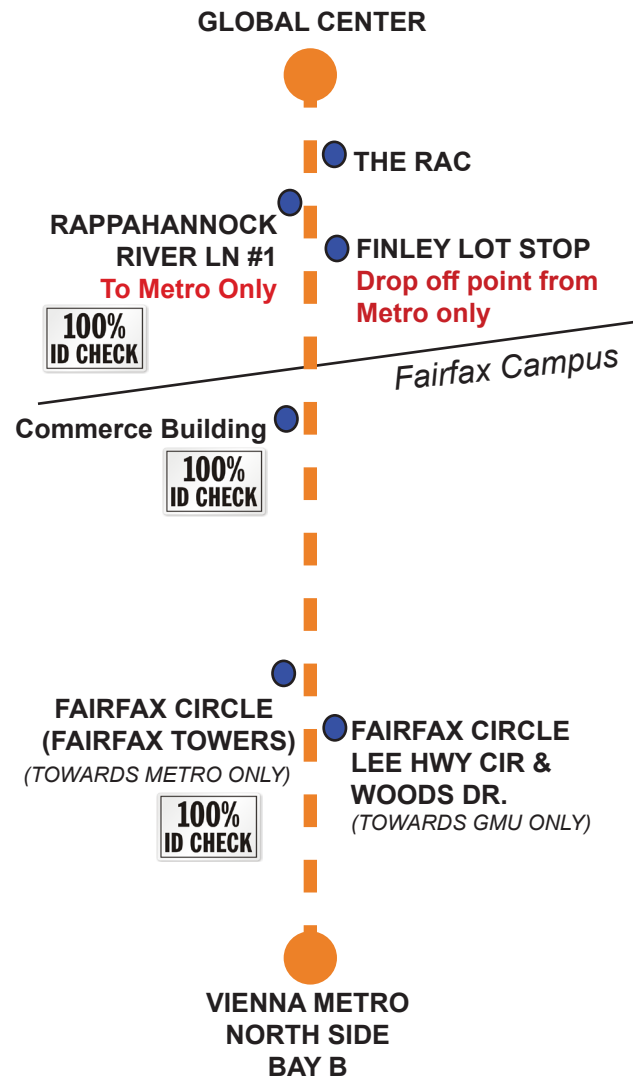 GLOBAL CENTER
THE RAC
RAPPAHANNOCK
RIVER LN #1
To Metro Only
FINLEY LOT STOP
Drop off point from
Metro only
100%
ID CHECK
Fairfax Campus
Commerce Building
100%
ID CHECK
FAIRFAX CIRCLE
(FAIRFAX TOWERS)
(TOWARDS METRO ONLY)
FAIRFAX CIRCLE
LEE HWY CIR &
WOODS DR.
(TOWARDS GMU ONLY)
100%
ID CHECK
VIENNA METRO
NORTH SIDE
BAY B